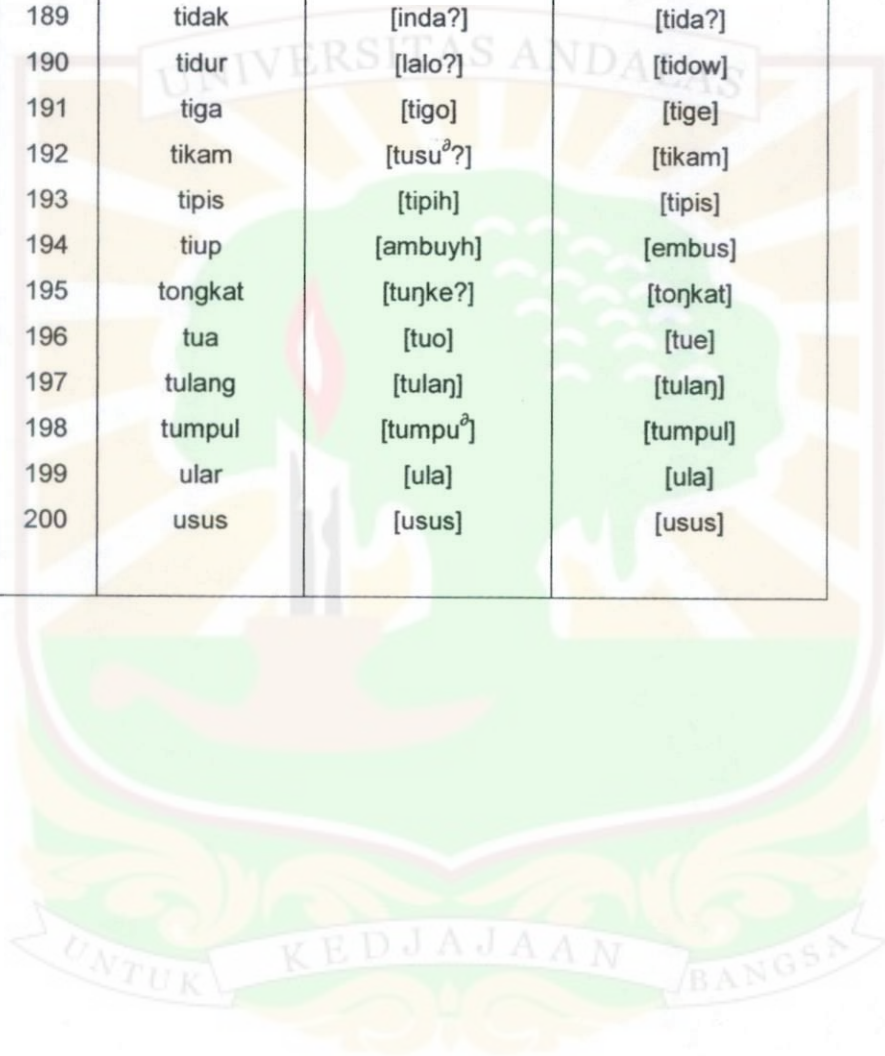 189 tidak [inda?] [tida?]
UNIVERSITAS ANDALAS
190 tidur [lalo?] [tidow]
191 tiga [tigo] [tige]
192 tikam [tusuᵊ?] [tikam]
193 tipis [tipih] [tipis]
194 tiup [ambuyh] [embus]
195 tongkat [tuŋke?] [toŋkat]
196 tua [tuo] [tue]
197 tulang [tulaŋ] [tulaŋ]
198 tumpul [tumpuᵊ] [tumpul]
199 ular [ula] [ula]
200 usus [usus] [usus]
UNTUK KEDJAJAAN BANGSA